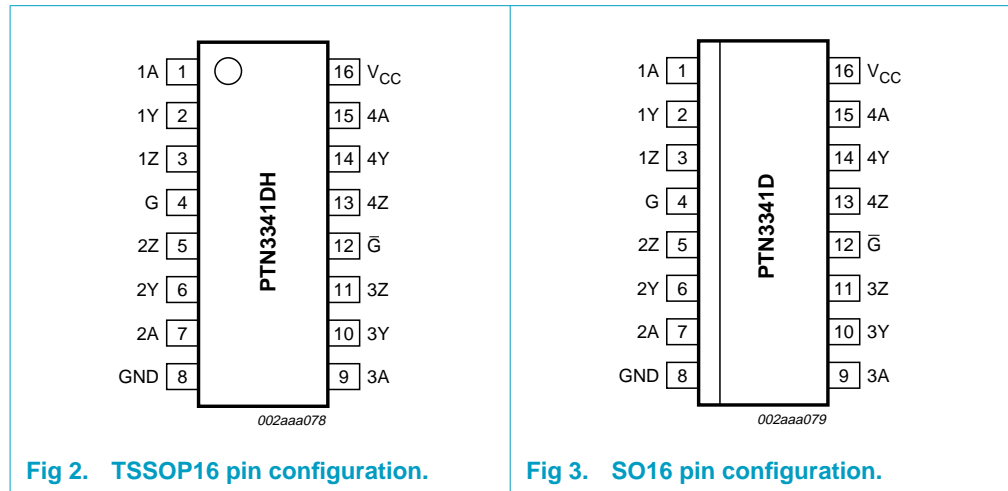 1A 1 16 VCC
1Y 2 15 4A
1Z 3 14 4Y
G 4 13 4Z
2Z 5 12 G̅
2Y 6 11 3Z
2A 7 10 3Y
GND 8 9 3A
PTN3341DH
002aaa078
Fig 2. TSSOP16 pin configuration.
1A 1 16 VCC
1Y 2 15 4A
1Z 3 14 4Y
G 4 13 4Z
2Z 5 12 G̅
2Y 6 11 3Z
2A 7 10 3Y
GND 8 9 3A
PTN3341D
002aaa079
Fig 3. SO16 pin configuration.